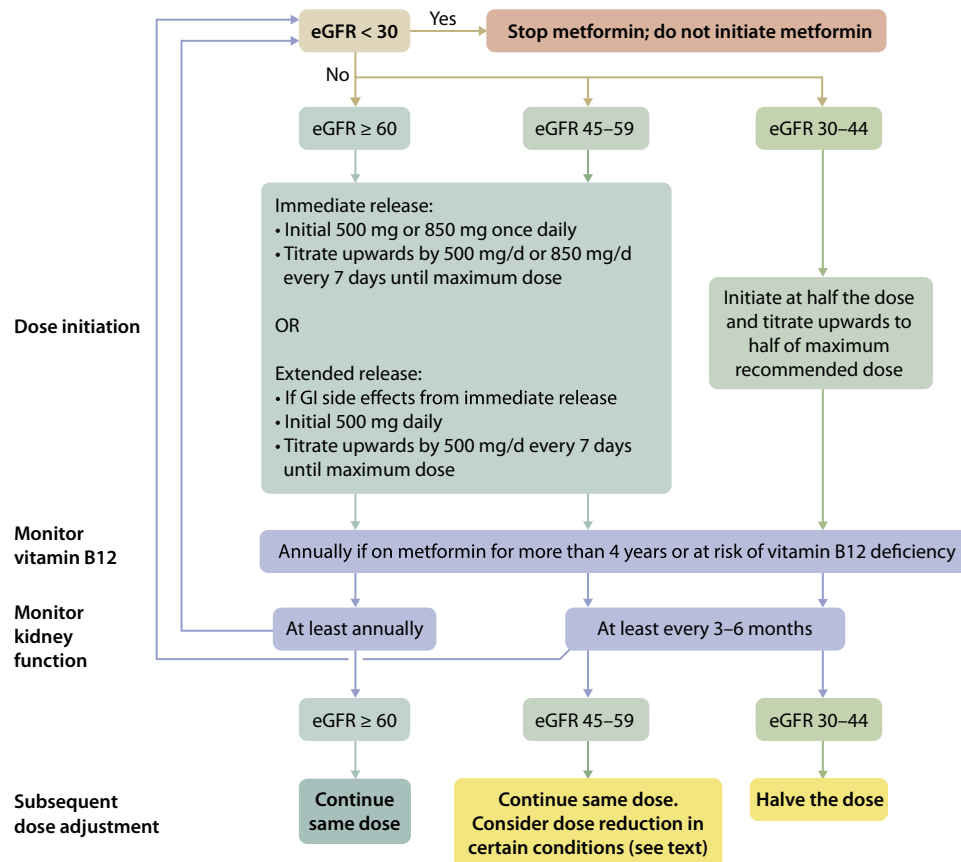 eGFR < 30
Yes
Stop metformin; do not initiate metformin
No
eGFR ≥ 60
eGFR 45–59
eGFR 30–44
Dose initiation
Immediate release:
• Initial 500 mg or 850 mg once daily
• Titrate upwards by 500 mg/d or 850 mg/d
every 7 days until maximum dose
OR
Extended release:
• If GI side effects from immediate release
• Initial 500 mg daily
• Titrate upwards by 500 mg/d every 7 days
until maximum dose
Initiate at half the dose
and titrate upwards to
half of maximum
recommended dose
Monitor
vitamin B12
Annually if on metformin for more than 4 years or at risk of vitamin B12 deficiency
Monitor
kidney
function
At least annually
At least every 3–6 months
eGFR ≥ 60
eGFR 45–59
eGFR 30–44
Subsequent
dose adjustment
Continue
same dose
Continue same dose.
Consider dose reduction in
certain conditions (see text)
Halve the dose